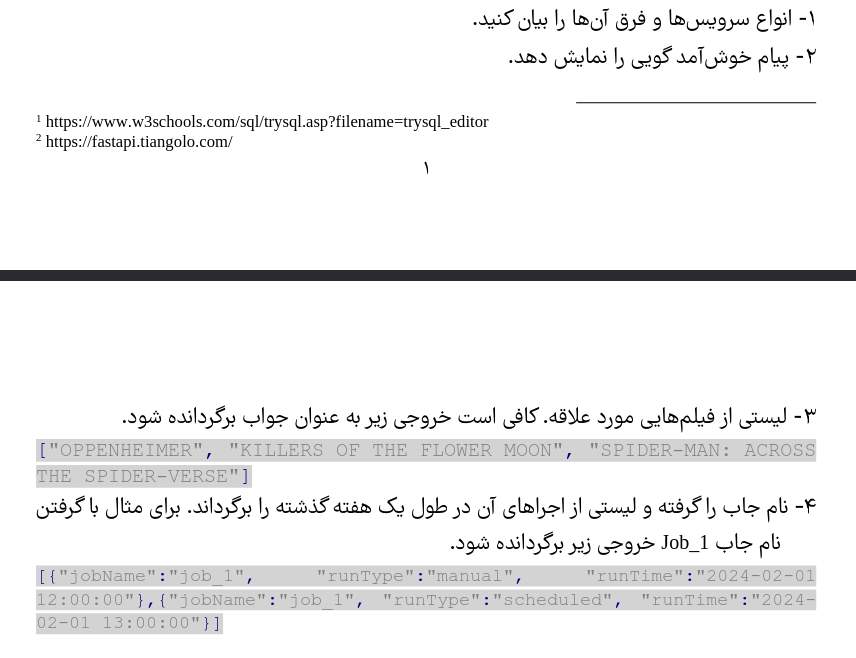 ۱- انواع سرویس‌ها و فرق آن‌ها را بیان کنید.
۲- پیام خوش‌آمد گویی را نمایش دهد.
1 https://www.w3schools.com/sql/trysql.asp?filename=trysql_editor
2 https://fastapi.tiangolo.com/
۱
۳- لیستی از فیلم‌هایی مورد علاقه. کافی است خروجی زیر به عنوان جواب برگردانده شود.
["OPPENHEIMER", "KILLERS OF THE FLOWER MOON", "SPIDER-MAN: ACROSS
THE SPIDER-VERSE"]
۴- نام جاب را گرفته و لیستی از اجراهای آن در طول یک هفته گذشته را برگرداند. برای مثال با گرفتن
نام جاب Job_1 خروجی زیر برگردانده شود.
[{"jobName":"job_1", "runType":"manual", "runTime":"2024-02-01
12:00:00"},{"jobName":"job_1", "runType":"scheduled", "runTime":"2024-
02-01 13:00:00"}]